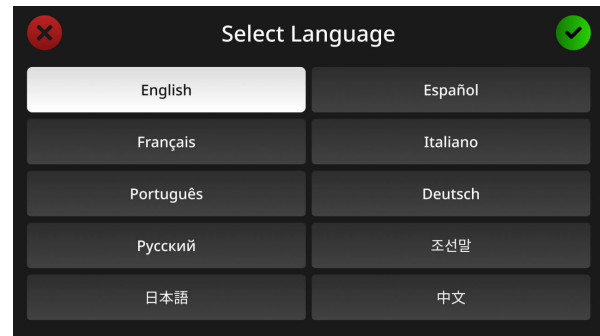 Select Language
English
Español
Français
Italiano
Português
Deutsch
Русский
조선말
日本語
中文